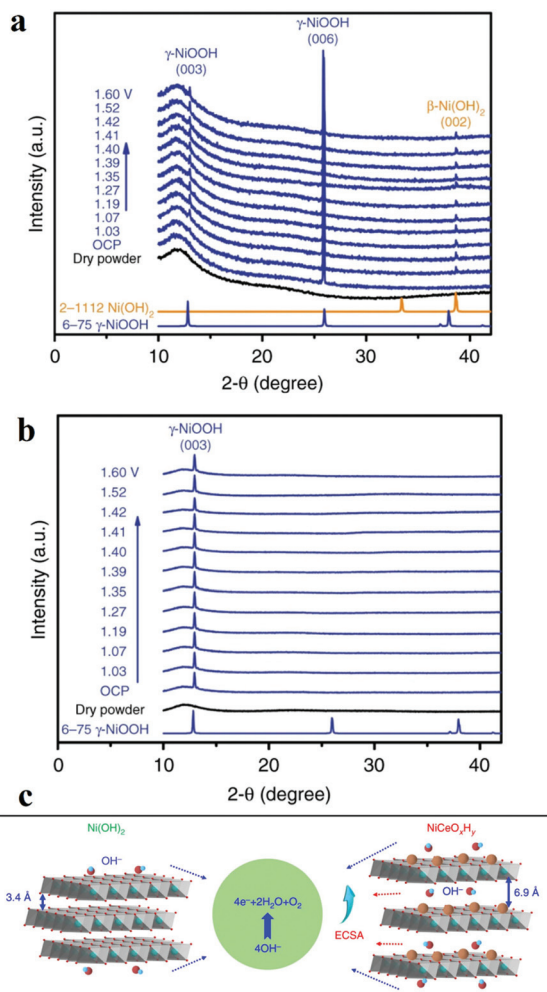 a
γ-NiOOH
(003)
γ-NiOOH
(006)
β-Ni(OH)₂
(002)
1.60 V
1.52
1.42
1.41
1.40
1.39
1.35
1.27
1.19
1.07
1.03
OCP
Dry powder
2–1112 Ni(OH)₂
6–75 γ-NiOOH
Intensity (a.u.)
0 10 20 30 40
2-θ (degree)
b
γ-NiOOH
(003)
1.60 V
1.52
1.42
1.41
1.40
1.39
1.35
1.27
1.19
1.07
1.03
OCP
Dry powder
6–75 γ-NiOOH
Intensity (a.u.)
0 10 20 30 40
2-θ (degree)
c
Ni(OH)₂
NiCeOₓHᵧ
OH⁻
3.4 Å
4e⁻+2H₂O+O₂
4OH⁻
ECSA
OH⁻
6.9 Å